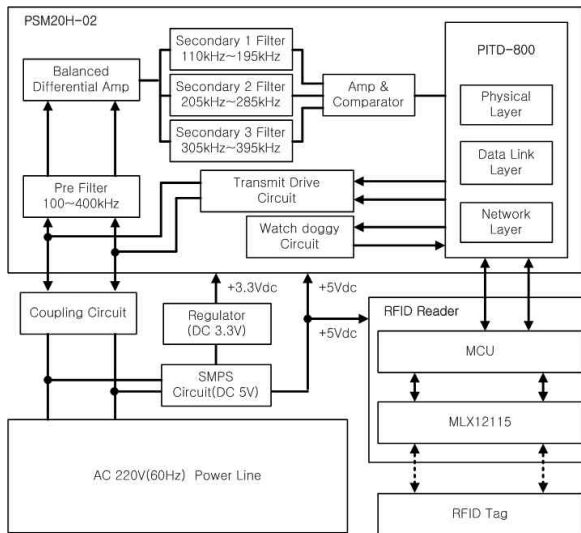 PSM20H-02
Balanced
Differential Amp
Secondary 1 Filter
110kHz~195kHz
Secondary 2 Filter
205kHz~285kHz
Secondary 3 Filter
305kHz~395kHz
Amp &
Comparator
PITD-800
Physical
Layer
Data Link
Layer
Network
Layer
Pre Filter
100~400kHz
Transmit Drive
Circuit
Watch doggy
Circuit
Coupling Circuit
+3.3Vdc
+5Vdc
+5Vdc
Regulator
(DC 3.3V)
SMPS
Circuit(DC 5V)
RFID Reader
MCU
MLX12115
AC 220V(60Hz) Power Line
RFID Tag